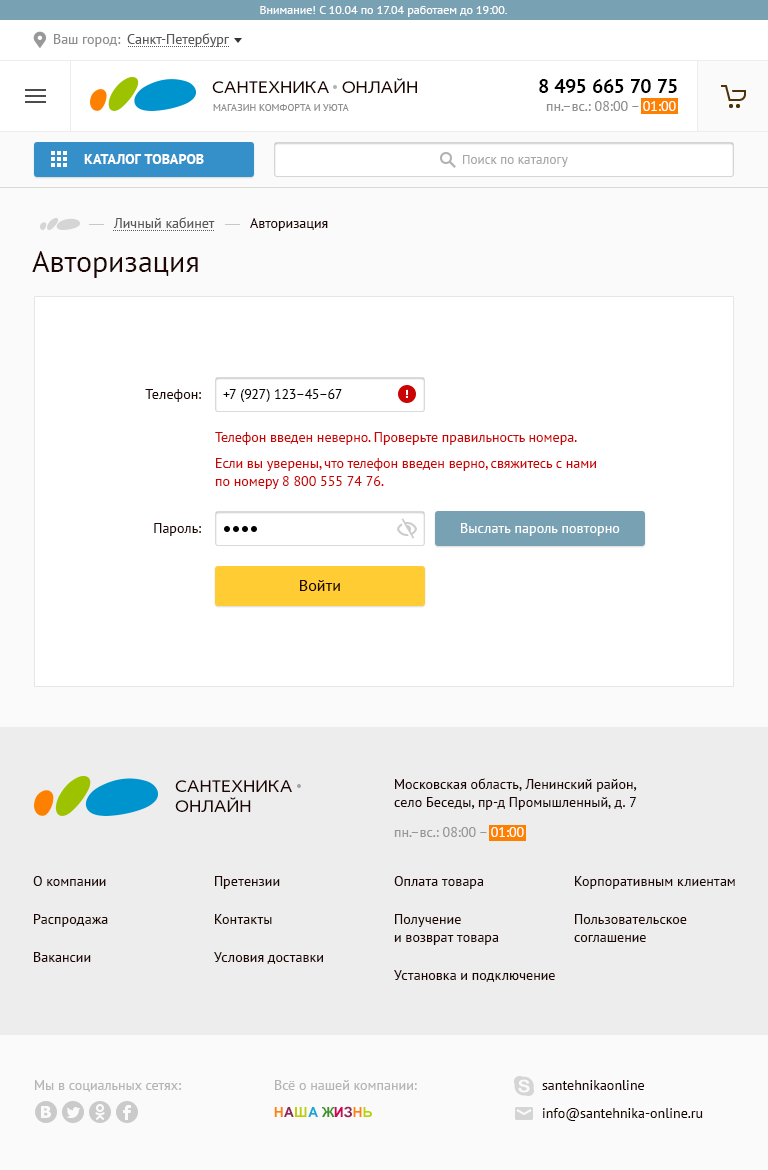 Внимание! С 10.04 по 17.04 работаем до 19:00.
Ваш город: Санкт-Петербург
САНТЕХНИКА • ОНЛАЙН
МАГАЗИН КОМФОРТА И УЮТА
8 495 665 70 75
пн.–вс.: 08:00 – 01:00
КАТАЛОГ ТОВАРОВ
Поиск по каталогу
Личный кабинет — Авторизация
Авторизация
Телефон: +7 (927) 123–45–67
Телефон введен неверно. Проверьте правильность номера.
Если вы уверены, что телефон введен верно, свяжитесь с нами
по номеру 8 800 555 74 76.
Пароль: ●●●● Выслать пароль повторно
Войти
САНТЕХНИКА •
ОНЛАЙН
Московская область, Ленинский район,
село Беседы, пр-д Промышленный, д. 7
пн.–вс.: 08:00 – 01:00
О компании
Распродажа
Вакансии
Претензии
Контакты
Условия доставки
Оплата товара
Получение
и возврат товара
Установка и подключение
Корпоративным клиентам
Пользовательское
соглашение
Мы в социальных сетях:
Всё о нашей компании:
НАША ЖИЗНЬ
santehnikaonline
info@santehnika-online.ru